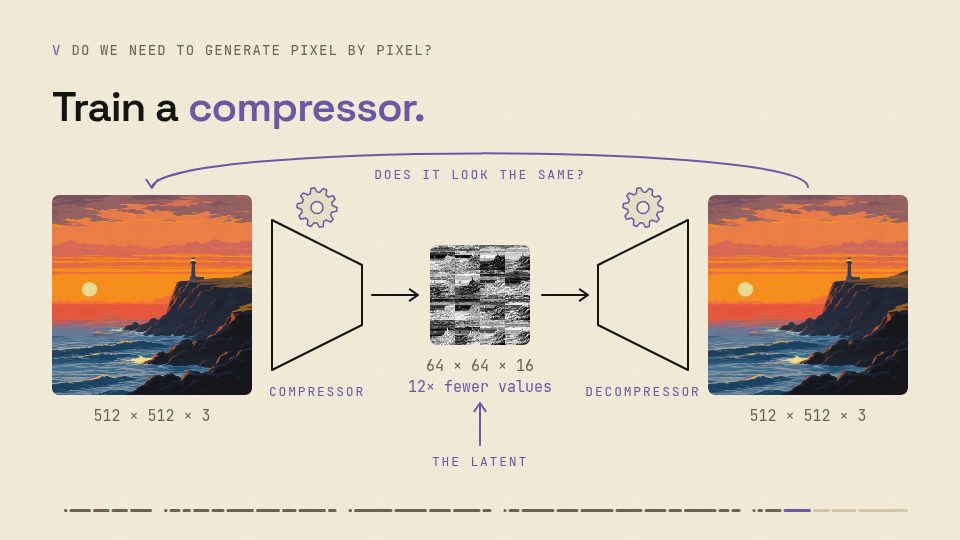 V DO WE NEED TO GENERATE PIXEL BY PIXEL?
Train a compressor.
DOES IT LOOK THE SAME?
64 × 64 × 16
12× fewer values
COMPRESSOR
DECOMPRESSOR
512 × 512 × 3
512 × 512 × 3
THE LATENT